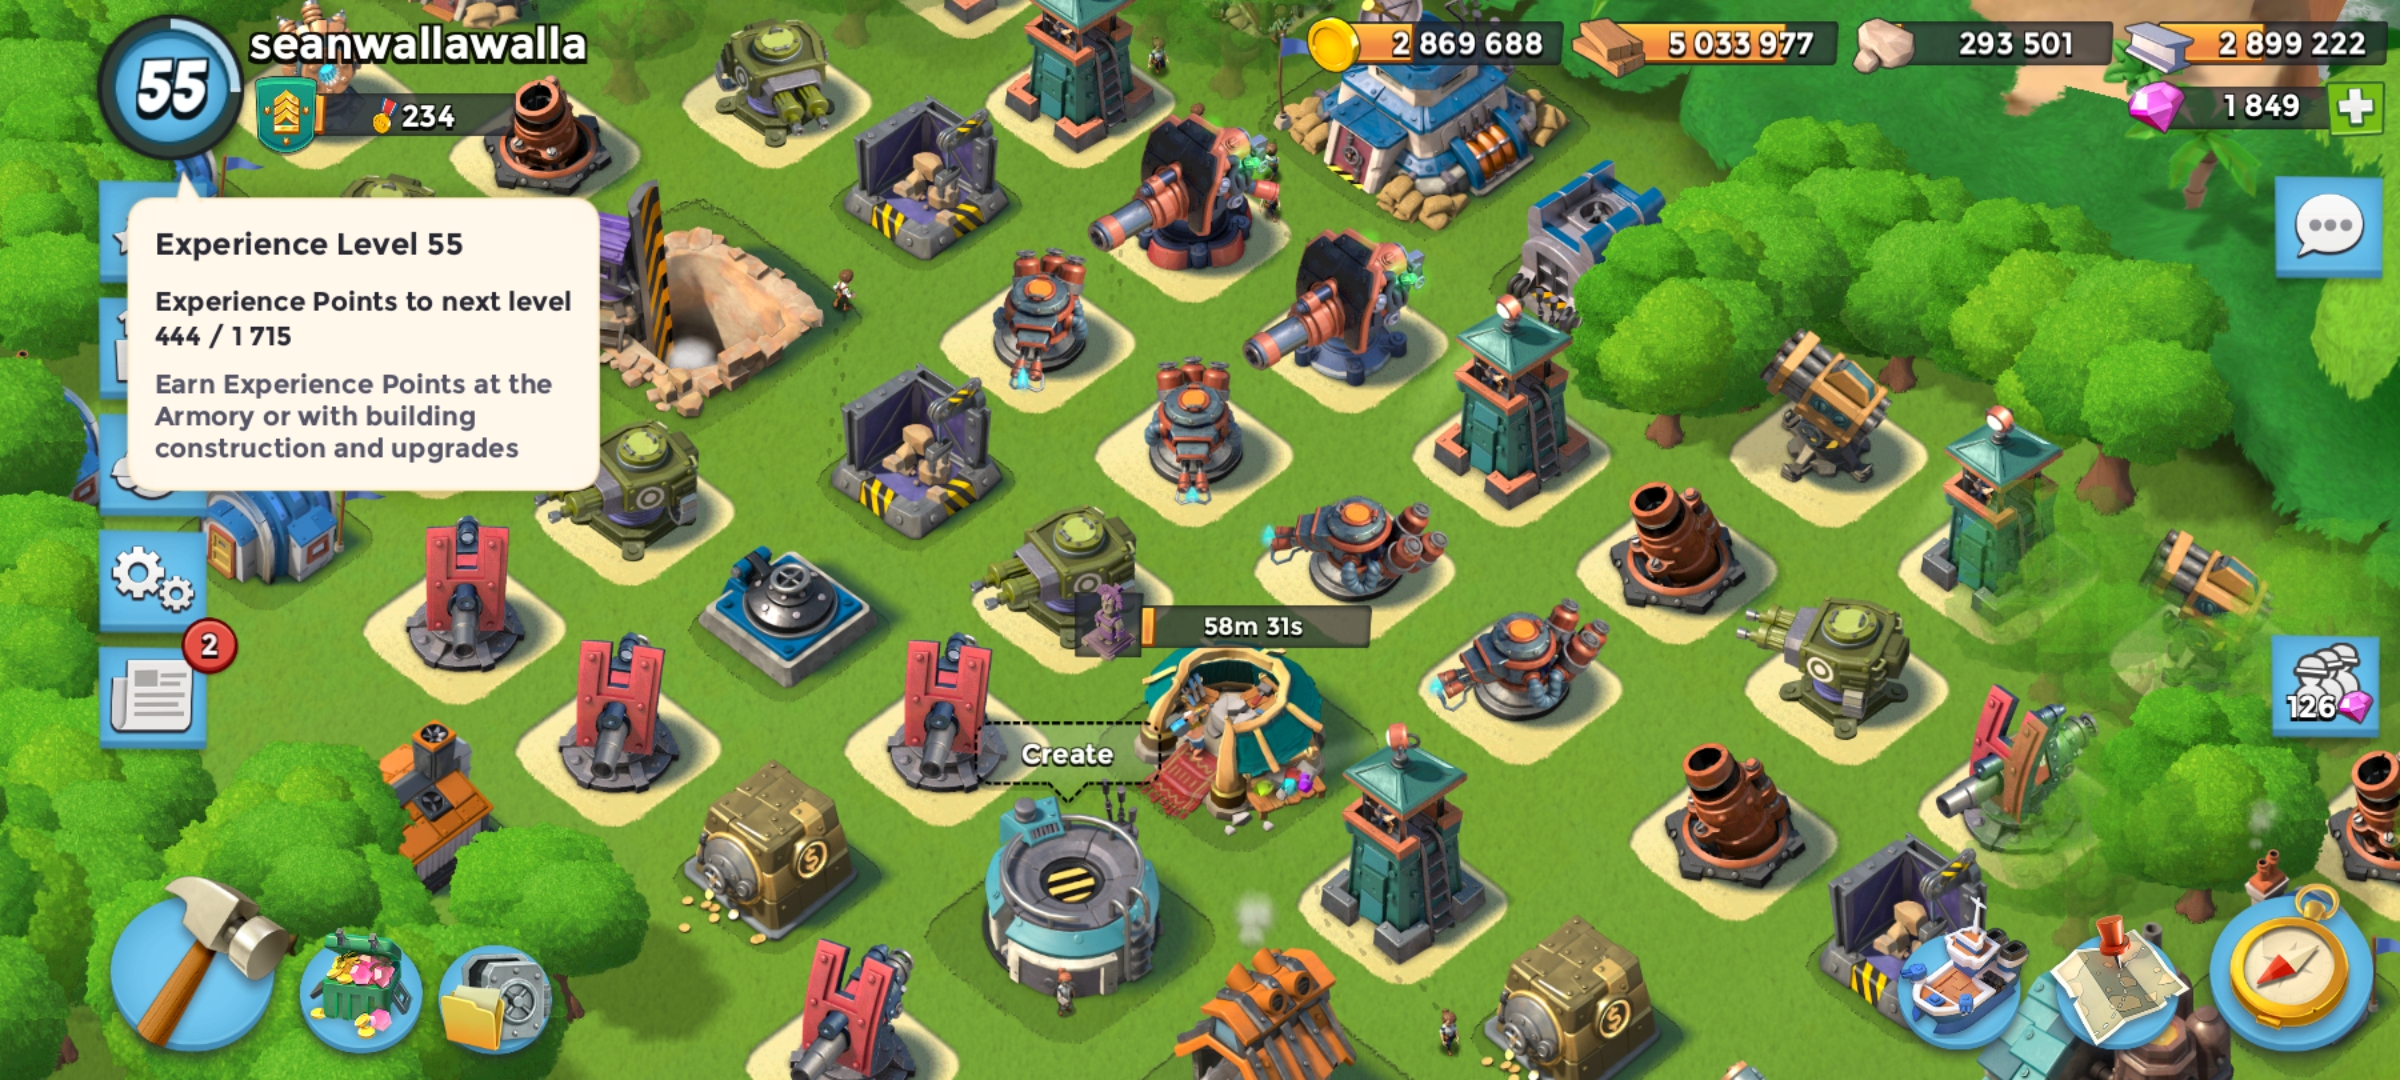 55
seanwallawalla
234
2 869 688
5 033 977
293 501
2 899 222
1 849
Experience Level 55
Experience Points to next level
444 / 1 715
Earn Experience Points at the
Armory or with building
construction and upgrades
58m 31s
2
126
Create